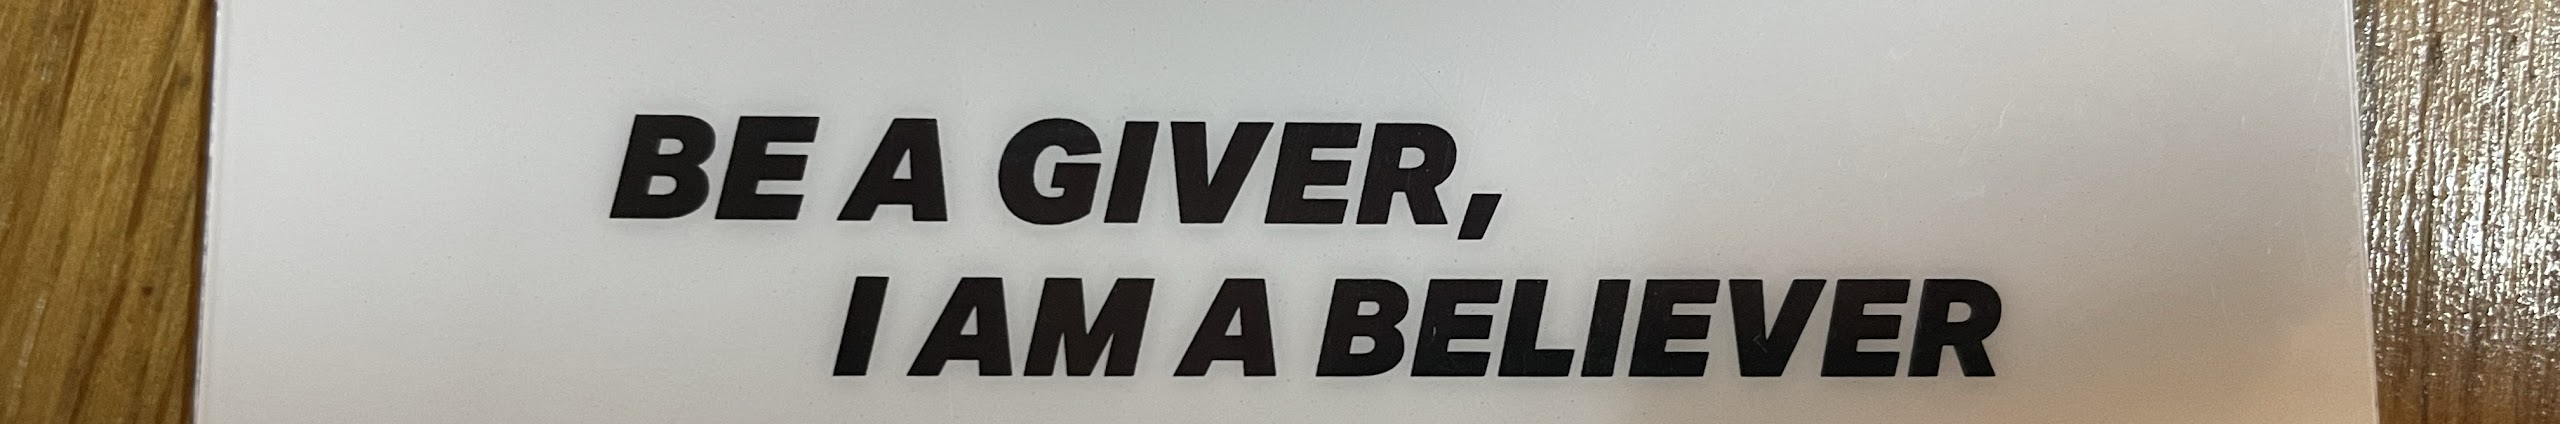 BE A GIVER,
I AM A BELIEVER